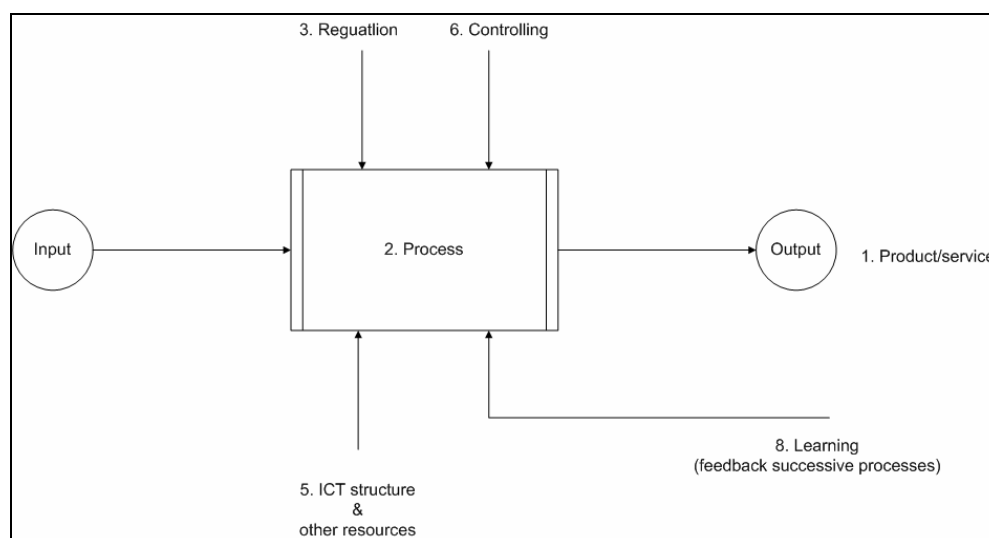 3. Reguatlion
6. Controlling
Input
2. Process
Output
1. Product/service
8. Learning
(feedback successive processes)
5. ICT structure
&
other resources